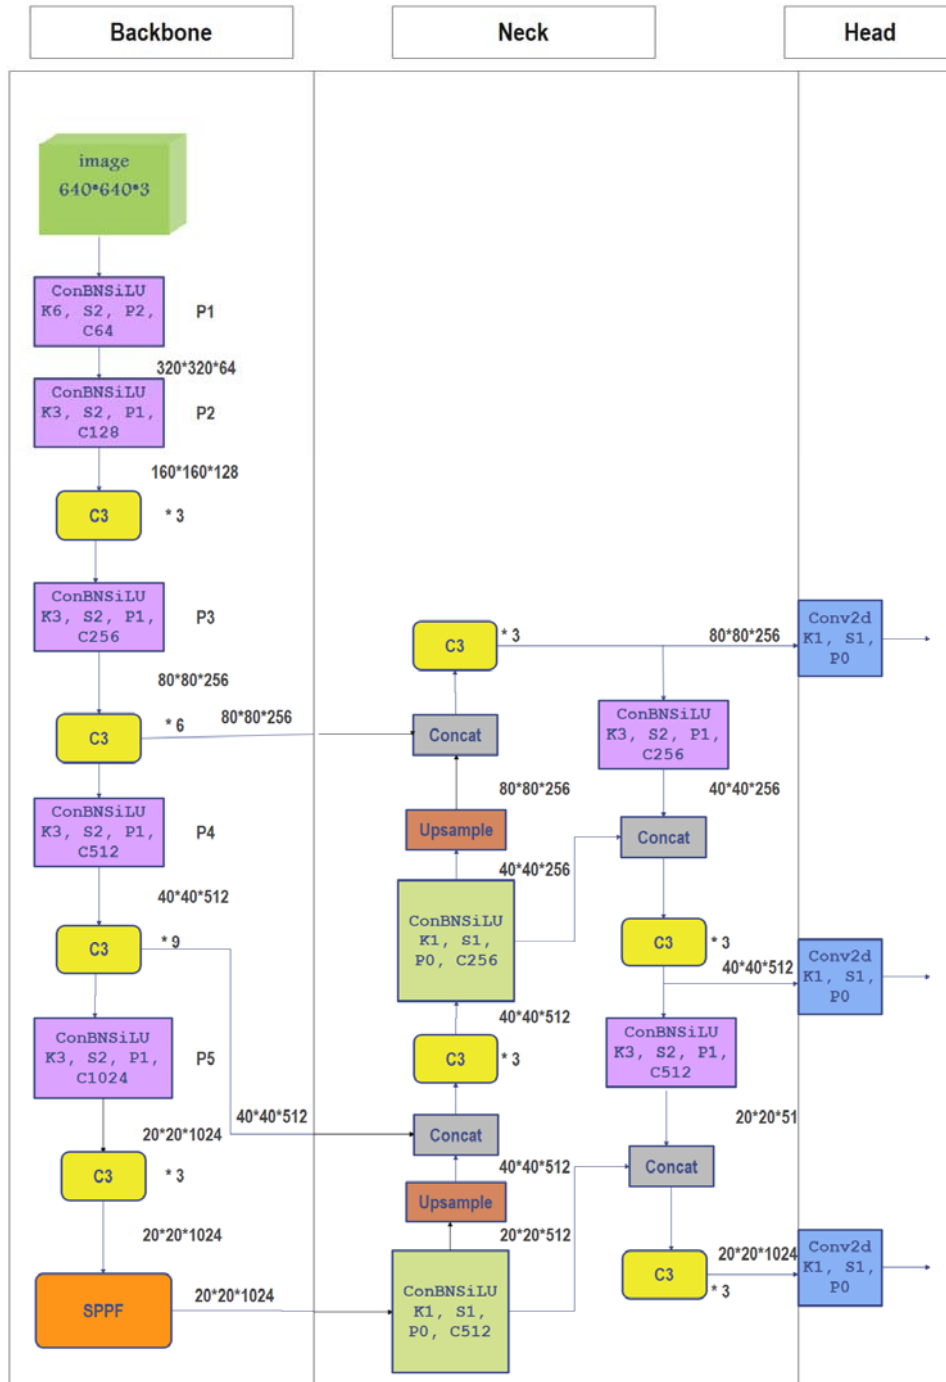 Backbone
Neck
Head
image
640*640*3
ConBNSiLU
K6, S2, P2,
C64
P1
320*320*64
ConBNSiLU
K3, S2, P1,
C128
P2
160*160*128
C3
* 3
ConBNSiLU
K3, S2, P1,
C256
P3
80*80*256
C3
* 6
80*80*256
ConBNSiLU
K3, S2, P1,
C512
P4
40*40*512
C3
* 9
ConBNSiLU
K3, S2, P1,
C1024
P5
40*40*512
20*20*1024
C3
* 3
20*20*1024
SPPF
20*20*1024
C3
* 3
Concat
80*80*256
Upsample
40*40*256
ConBNSiLU
K1, S1,
P0, C256
40*40*512
C3
* 3
Concat
40*40*512
Upsample
20*20*512
ConBNSiLU
K1, S1,
P0, C512
80*80*256
ConBNSiLU
K3, S2, P1,
C256
40*40*256
Concat
C3
* 3
40*40*512
ConBNSiLU
K3, S2, P1,
C512
20*20*51
Concat
C3
* 3
20*20*1024
Conv2d
K1, S1,
P0
Conv2d
K1, S1,
P0
Conv2d
K1, S1,
P0